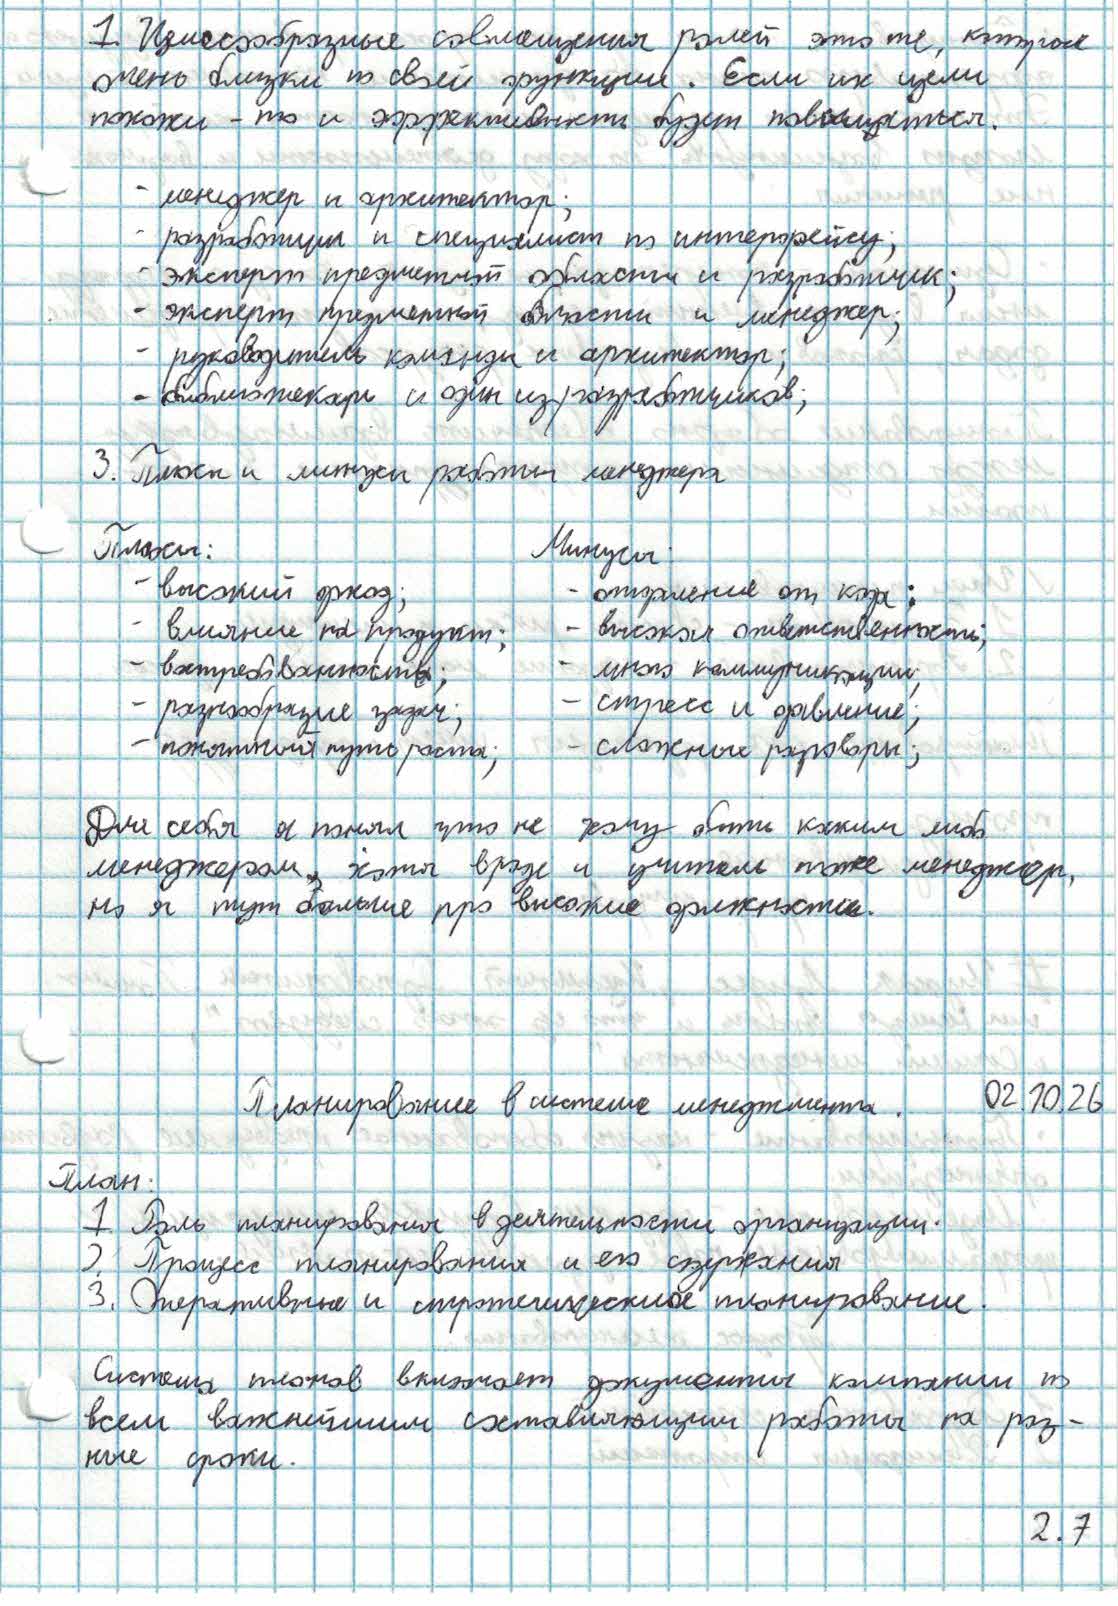 1. Целесообразные совмещения ролей это те, которые
очень близки по своей функции. Если их цели
похожи - то и эффективность будет повышаться.
- менеджер и архитектор;
- разработчик и специалист по интерфейсу;
- эксперт предметной области и разработчик;
- эксперт предметной области и менеджер;
- руководитель команды и архитектор;
- библиотекарь и один из разработчиков;
3. Плюсы и минусы работы менеджера
Плюсы: Минусы:
- высокий доход; - отдаление от кода;
- влияние на продукт; - высокая ответственность;
- востребованность; - много коммуникации;
- разнообразие задач; - стресс и давление;
- понятный путь роста; - сложные разговоры;
Для себя я понял что не хочу быть каким либо
менеджером, хотя вроде и учитель тоже менеджер,
но я тут больше про высокие должности.
Планирование в системе менеджмента. 02.10.26
План:
1 Роль планирования в деятельности организации.
2. Процесс планирования и его содержания
3. Оперативное и стратегическое планирование.
Система планов включает документы компании по
всем важнейшим составляющим работы на раз-
ные сроки.
2.7